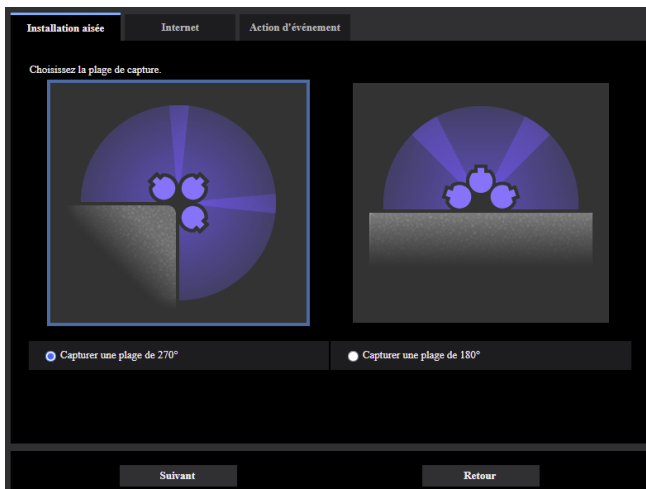 Installation aisée Internet Action d'événement
Choisissez la plage de capture.
Capturer une plage de 270° Capturer une plage de 180°
Suivant Retour